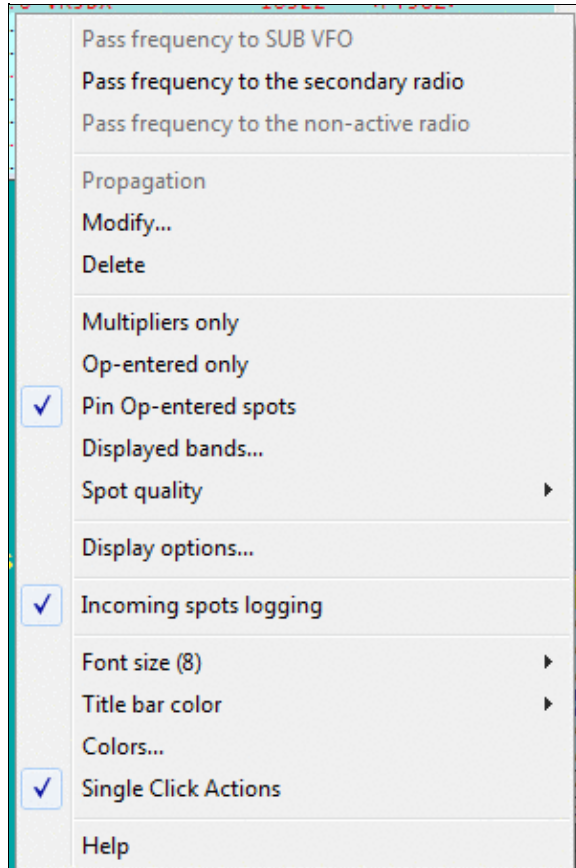 Pass frequency to SUB VFO
Pass frequency to the secondary radio
Pass frequency to the non-active radio
Propagation
Modify...
Delete
Multipliers only
Op-entered only
Pin Op-entered spots
Displayed bands...
Spot quality
Display options...
Incoming spots logging
Font size (8)
Title bar color
Colors...
Single Click Actions
Help